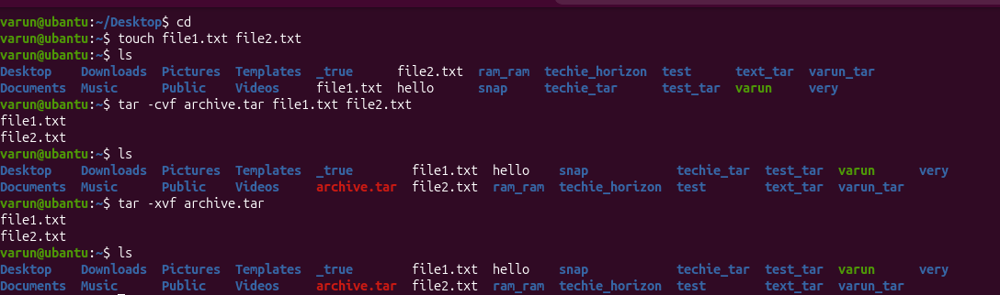 varun@ubantu:~/Desktop$ cd
varun@ubantu:~$ touch file1.txt file2.txt
varun@ubantu:~$ ls
Desktop    Downloads  Pictures  Templates  _true      file2.txt  ram_ram  techie_horizon  test      text_tar  varun_tar
Documents  Music      Public    Videos     file1.txt  hello      snap     techie_tar      test_tar  varun     very
varun@ubantu:~$ tar -cvf archive.tar file1.txt file2.txt
file1.txt
file2.txt
varun@ubantu:~$ ls
Desktop    Downloads  Pictures  Templates  _true        file1.txt  hello    snap            techie_tar  test_tar  varun      very
Documents  Music      Public    Videos     archive.tar  file2.txt  ram_ram  techie_horizon  test        text_tar  varun_tar
varun@ubantu:~$ tar -xvf archive.tar
file1.txt
file2.txt
varun@ubantu:~$ ls
Desktop    Downloads  Pictures  Templates  _true        file1.txt  hello    snap            techie_tar  test_tar  varun      very
Documents  Music      Public    Videos     archive.tar  file2.txt  ram_ram  techie_horizon  test        text_tar  varun_tar